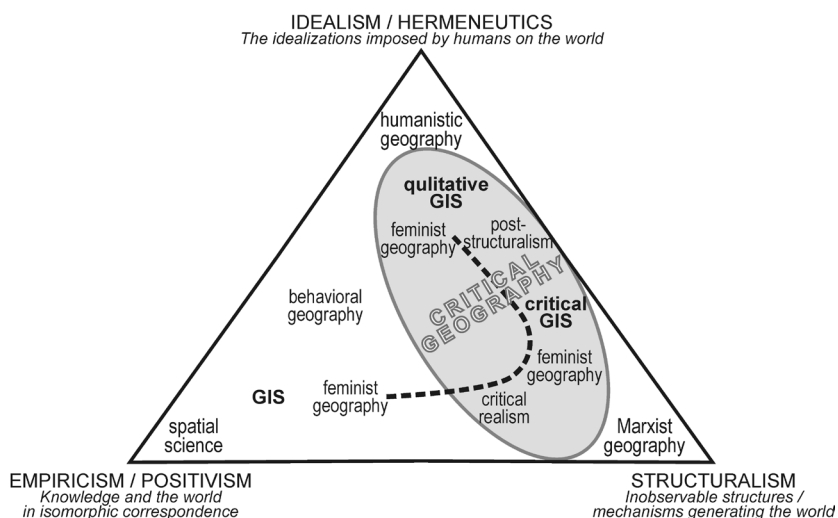 IDEALISM / HERMENEUTICS
The idealizations imposed by humans on the world
humanistic
geography
qulitative
GIS
feminist
geography
post-
structuralism
CRITICAL
GEOGRAPHY
behavioral
geography
critical
GIS
feminist
geography
GIS
feminist
geography
critical
realism
spatial
science
Marxist
geography
EMPIRICISM / POSITIVISM
Knowledge and the world
in isomorphic correspondence
STRUCTURALISM
Inobservable structures /
mechanisms generating the world